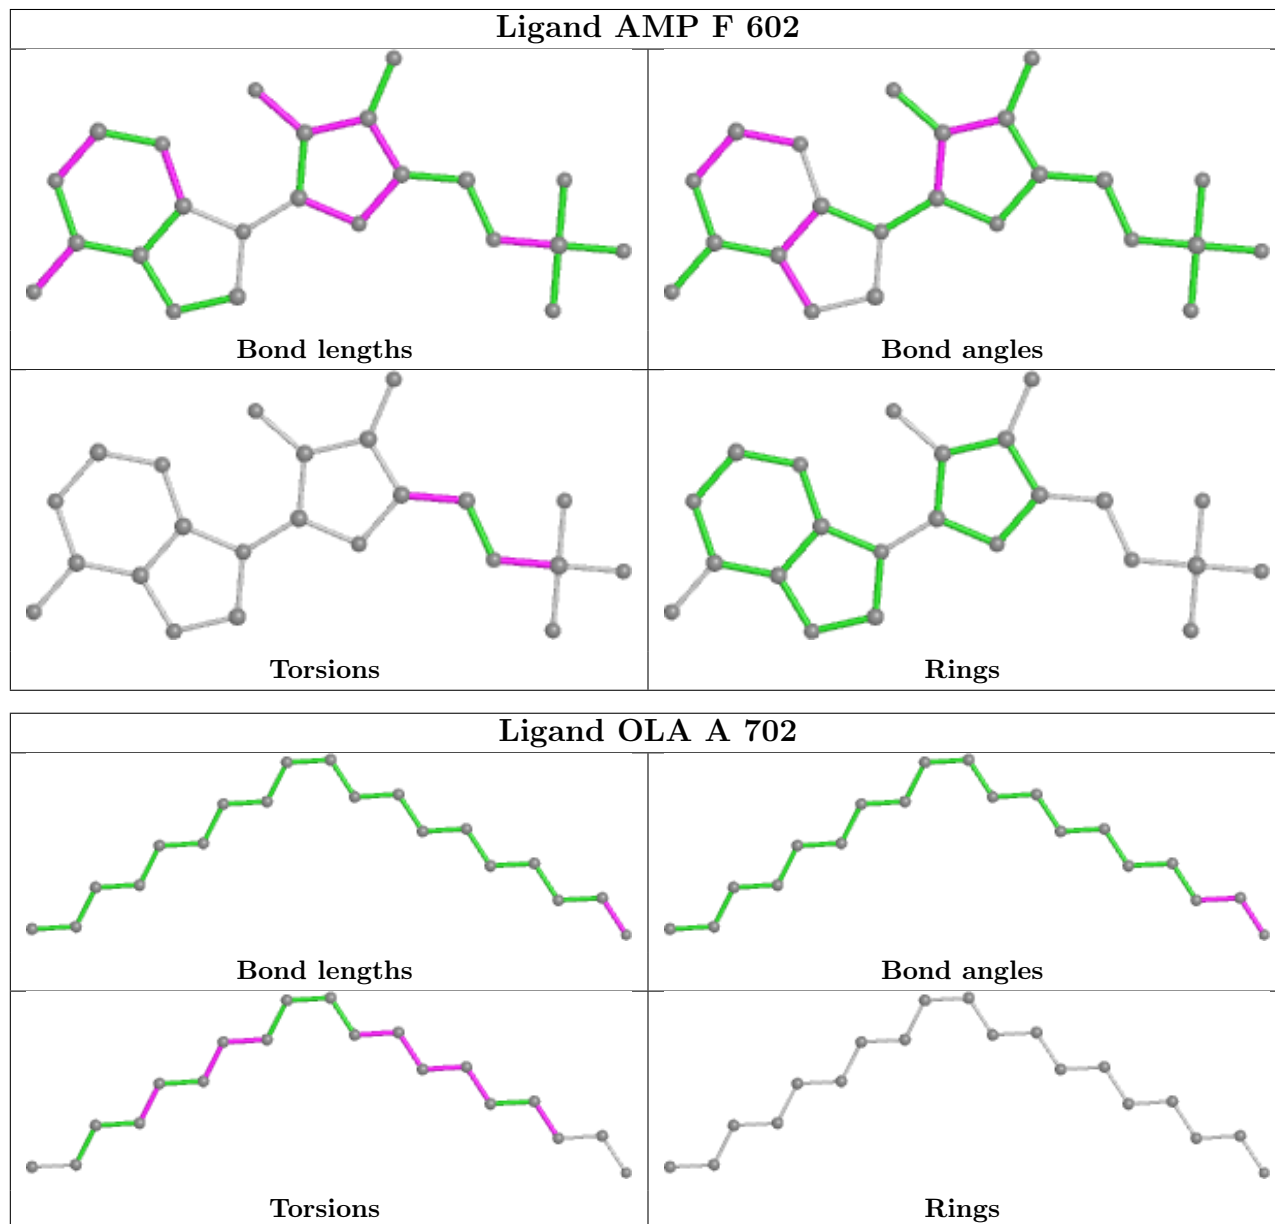 Ligand AMP F 602
Bond lengths
Bond angles
Torsions
Rings
Ligand OLA A 702
Bond lengths
Bond angles
Torsions
Rings